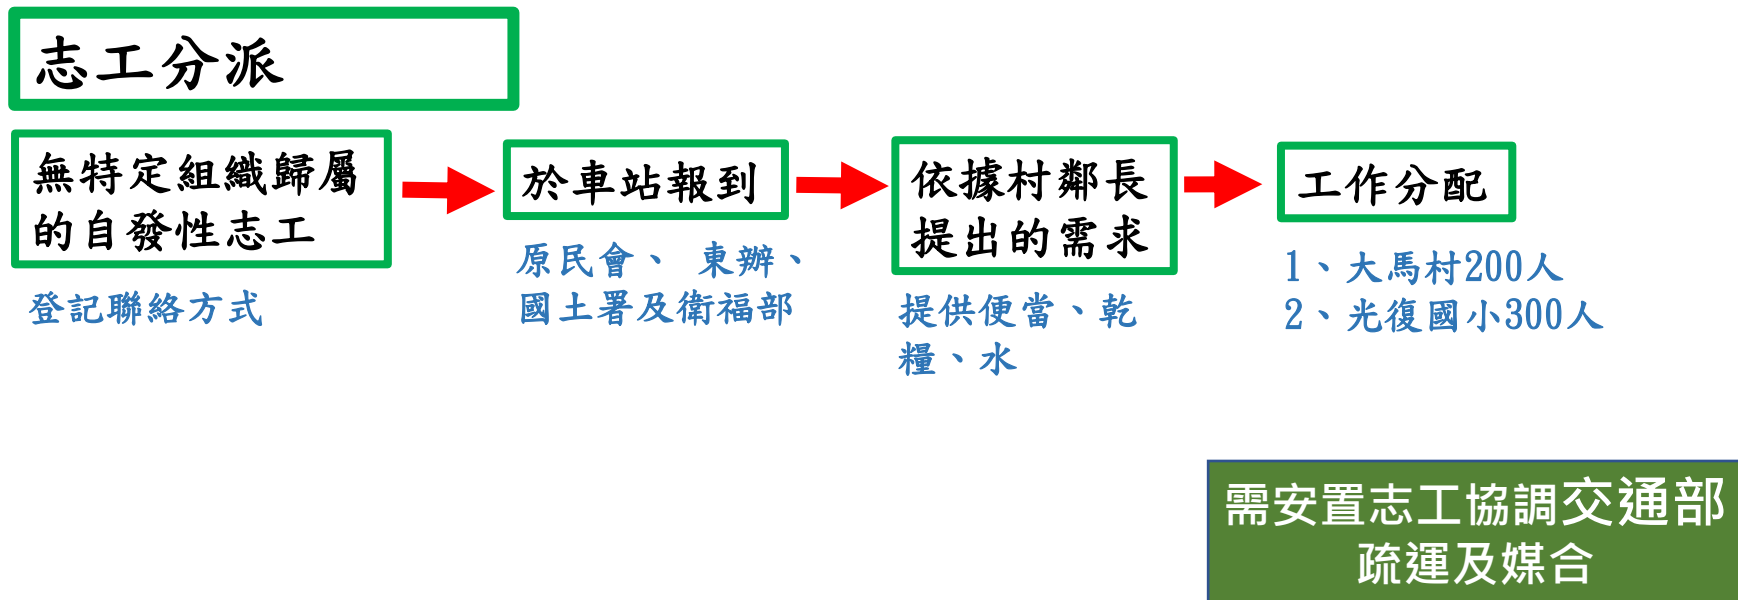 志工分派
無特定組織歸屬
的自發性志工
登記聯絡方式
於車站報到
原民會、 東辦、
國土署及衛福部
依據村鄰長
提出的需求
提供便當、乾
糧、水
工作分配
1、大馬村200人
2、光復國小300人
需安置志工協調交通部
疏運及媒合